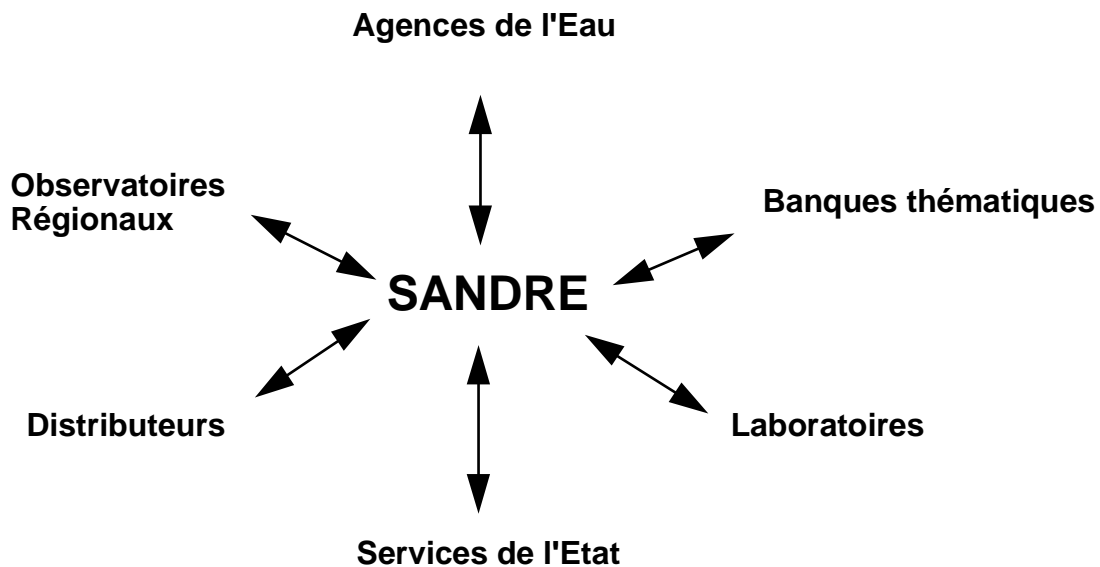 Agences de l'Eau
Observatoires
Régionaux
Banques thématiques
SANDRE
Distributeurs
Laboratoires
Services de l'Etat